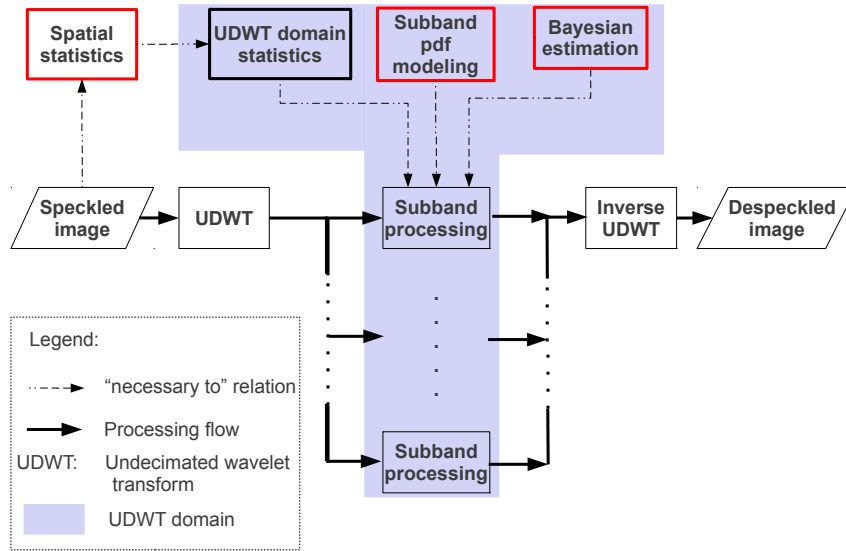 Spatial
statistics
UDWT domain
statistics
Subband
pdf
modeling
Bayesian
estimation
Speckled
image
UDWT
Subband
processing
Inverse
UDWT
Despeckled
image
Subband
processing
Legend:
“necessary to” relation
Processing flow
UDWT: Undecimated wavelet
transform
UDWT domain